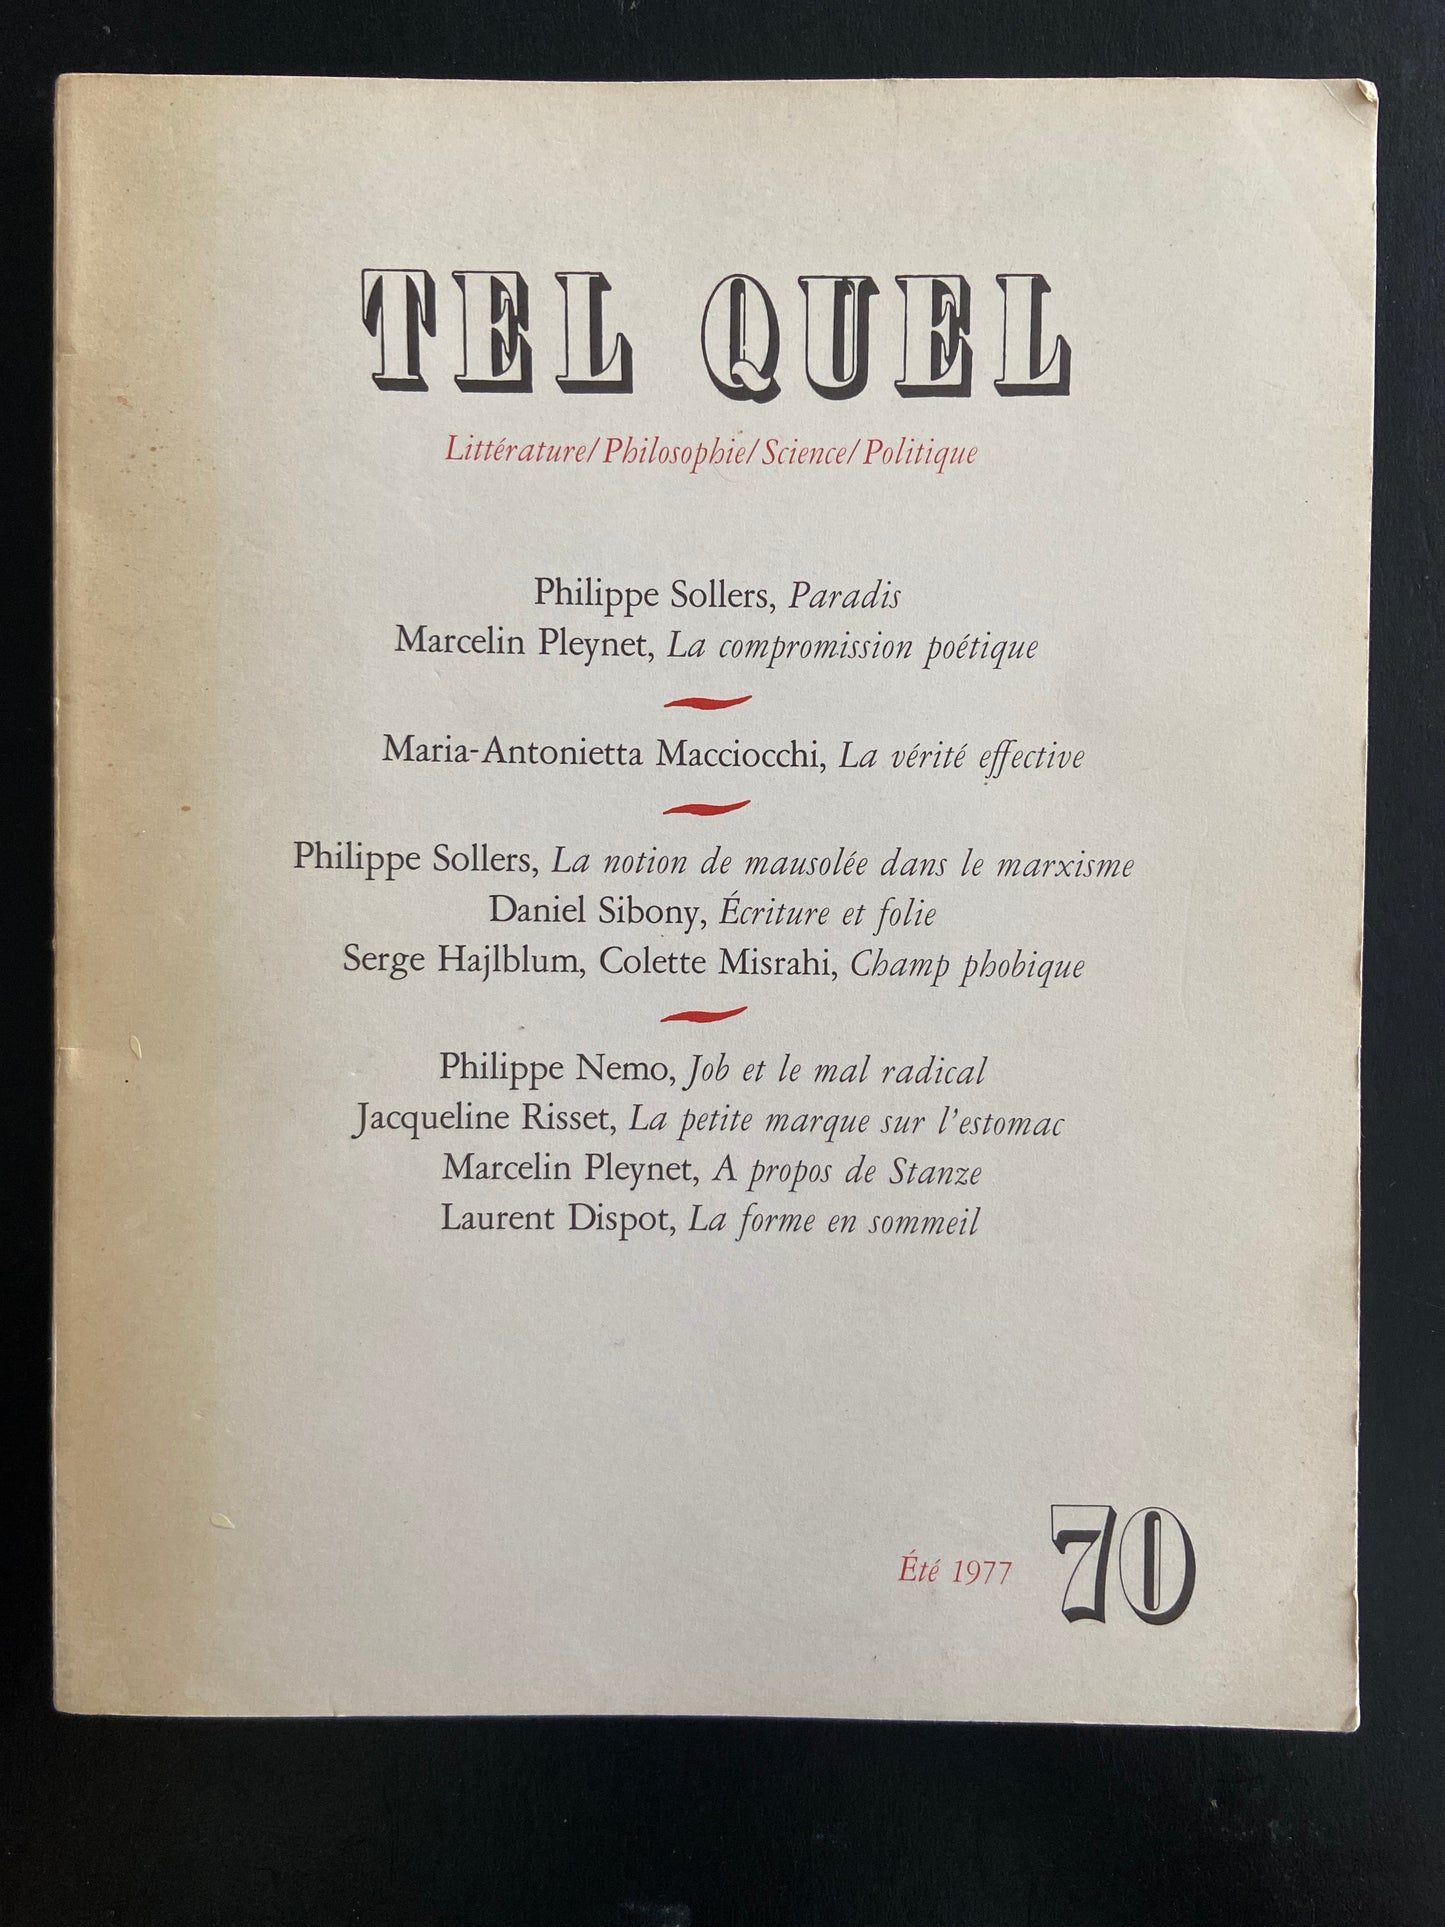 TEL QUEL
Littérature/Philosophie/Science/Politique
Philippe Sollers, Paradis
Marcelin Pleynet, La compromission poétique
Maria-Antonietta Macciocchi, La vérité effective
Philippe Sollers, La notion de mausolée dans le marxisme
Daniel Sibony, Écriture et folie
Serge Hajlblum, Colette Misrahi, Champ phobique
Philippe Nemo, Job et le mal radical
Jacqueline Risset, La petite marque sur l'estomac
Marcelin Pleynet, A propos de Stanze
Laurent Dispot, La forme en sommeil
Été 1977 70